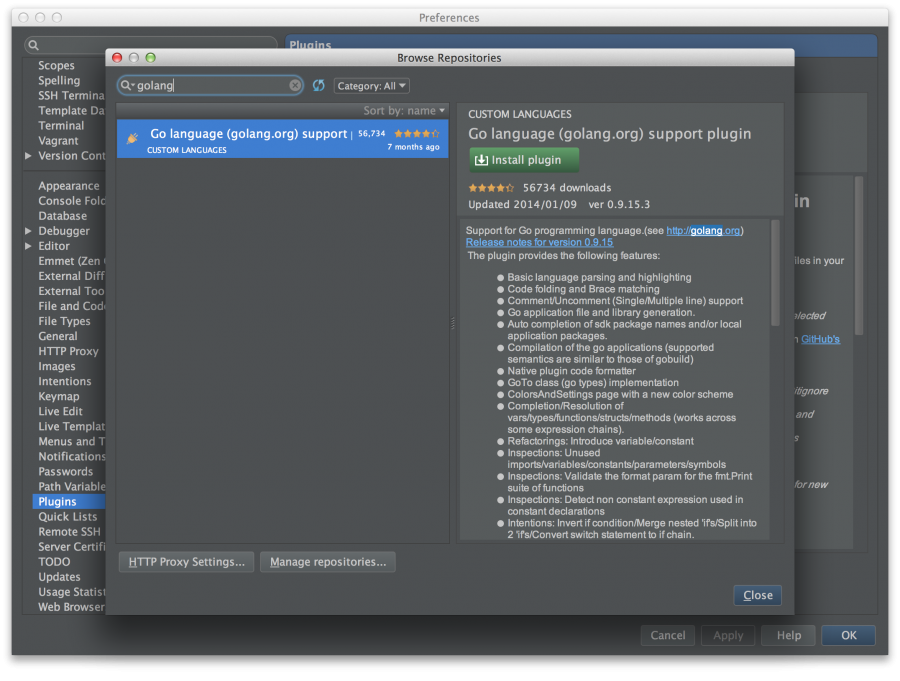 Preferences
Plugins
Browse Repositories
golang
Category: All
Sort by: name
Go language (golang.org) support
56,734
CUSTOM LANGUAGES
7 months ago
CUSTOM LANGUAGES
Go language (golang.org) support plugin
Install plugin
56734 downloads
Updated 2014/01/09 ver 0.9.15.3
Support for Go programming language.(see http://golang.org)
Release notes for version 0.9.15
The plugin provides the following features:
Basic language parsing and highlighting
Code folding and Brace matching
Comment/Uncomment (Single/Multiple line) support
Go application file and library generation.
Auto completion of sdk package names and/or local
application packages.
Compilation of the go applications (supported
semantics are similar to those of gobuild)
Native plugin code formatter
GoTo class (go types) implementation
ColorsAndSettings page with a new color scheme
Completion/Resolution of
vars/types/functions/structs/methods (works across
some expression chains).
Refactorings: Introduce variable/constant
Inspections: Unused
imports/variables/constants/parameters/symbols
Inspections: Validate the format param for the fmt.Print
suite of functions
Inspections: Detect non constant expression used in
constant declarations
Intentions: Invert if condition/Merge nested 'if's/Split into
2 'if's/Convert switch statement to if chain.
HTTP Proxy Settings...
Manage repositories...
Close
Scopes
Spelling
SSH Termina
Template Da
Terminal
Vagrant
Version Cont
Appearance
Console Fold
Database
Debugger
Editor
Emmet (Zen
External Diff
External Too
File and Code
File Types
General
HTTP Proxy
Images
Intentions
Keymap
Live Edit
Live Templat
Menus and T
Notifications
Passwords
Path Variable
Plugins
Quick Lists
Remote SSH
Server Certifi
TODO
Updates
Usage Statist
Web Browser
in
iles in your
elected
GitHub's
itignore
and
s
for new
Cancel
Apply
Help
OK